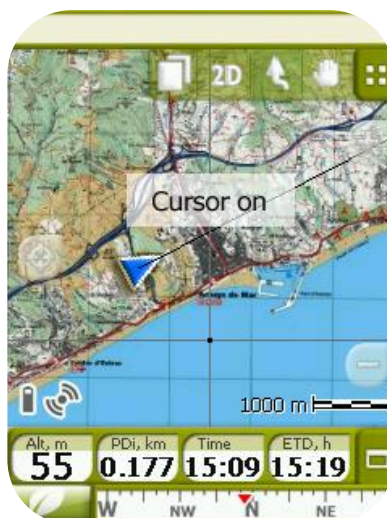 2D
Cursor on
1000 m
Alt, m
PDi, km
Time
ETD, h
55
0.177
15:09
15:19
W
NW
N
NE